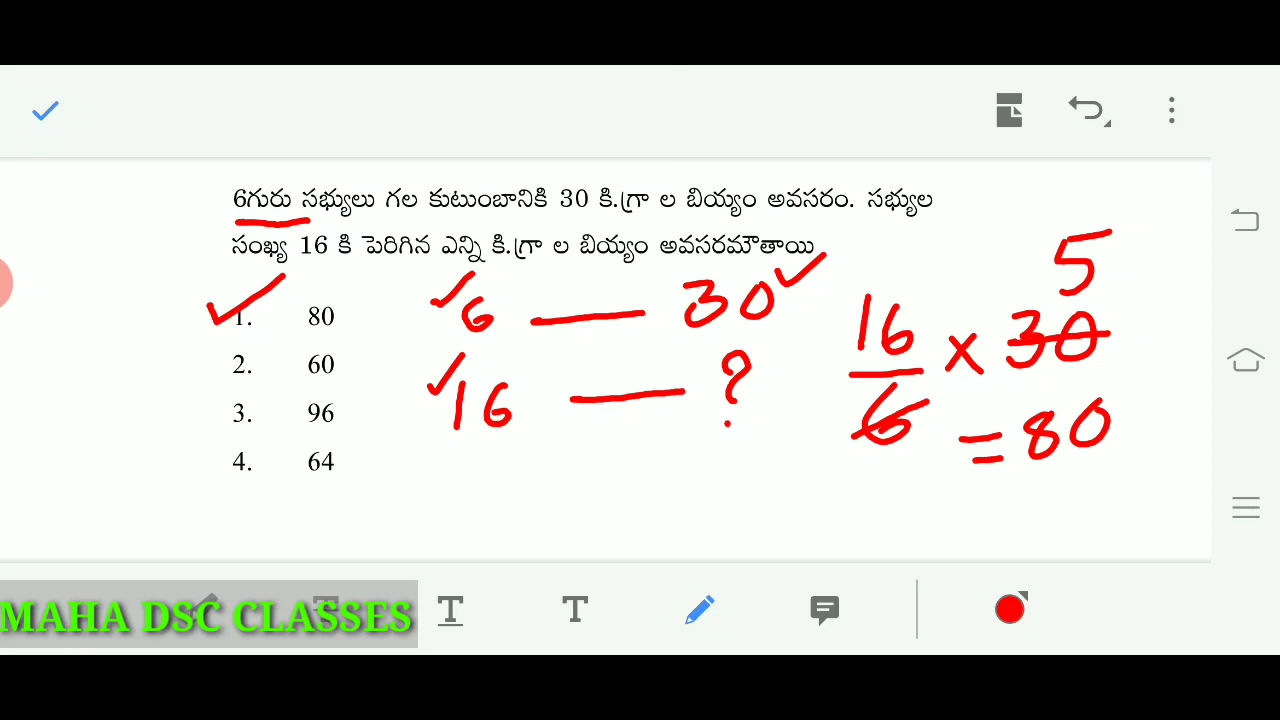 6గురు సభ్యులు గల కుటుంబానికి 30 కి.గ్రా ల బియ్యం అవసరం. సభ్యుల
సంఖ్య 16 కి పెరిగిన ఎన్ని కి.గ్రా ల బియ్యం అవసరమౌతాయి
1. 80
2. 60
3. 96
4. 64
6 — 30
16 — ?
5
16 × 30
6
= 80
MAHA DSC CLASSES
T T